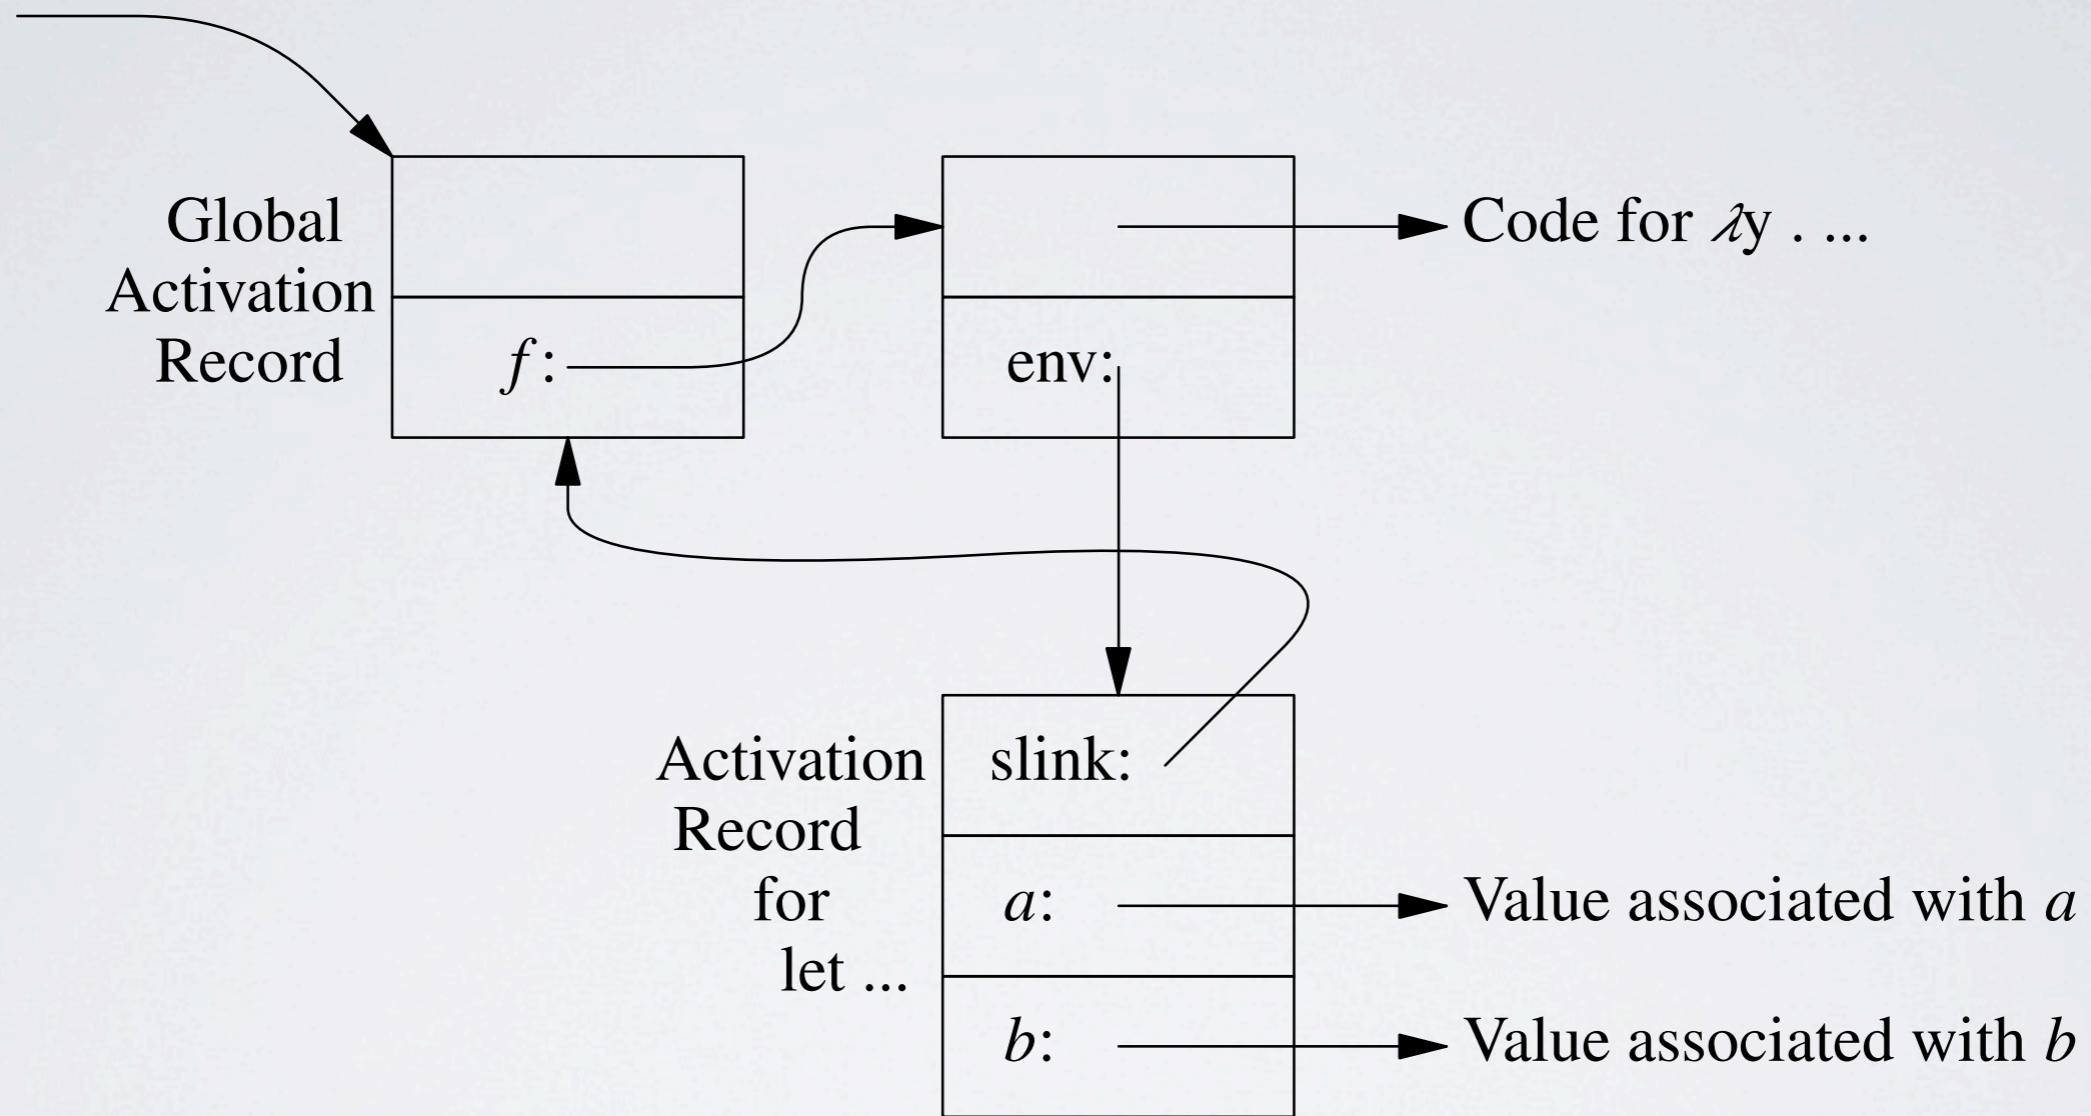 Global
Activation
Record
f:
Code for λy . ...
env:
Activation
Record
for
let ...
slink:
a:
Value associated with a
b:
Value associated with b